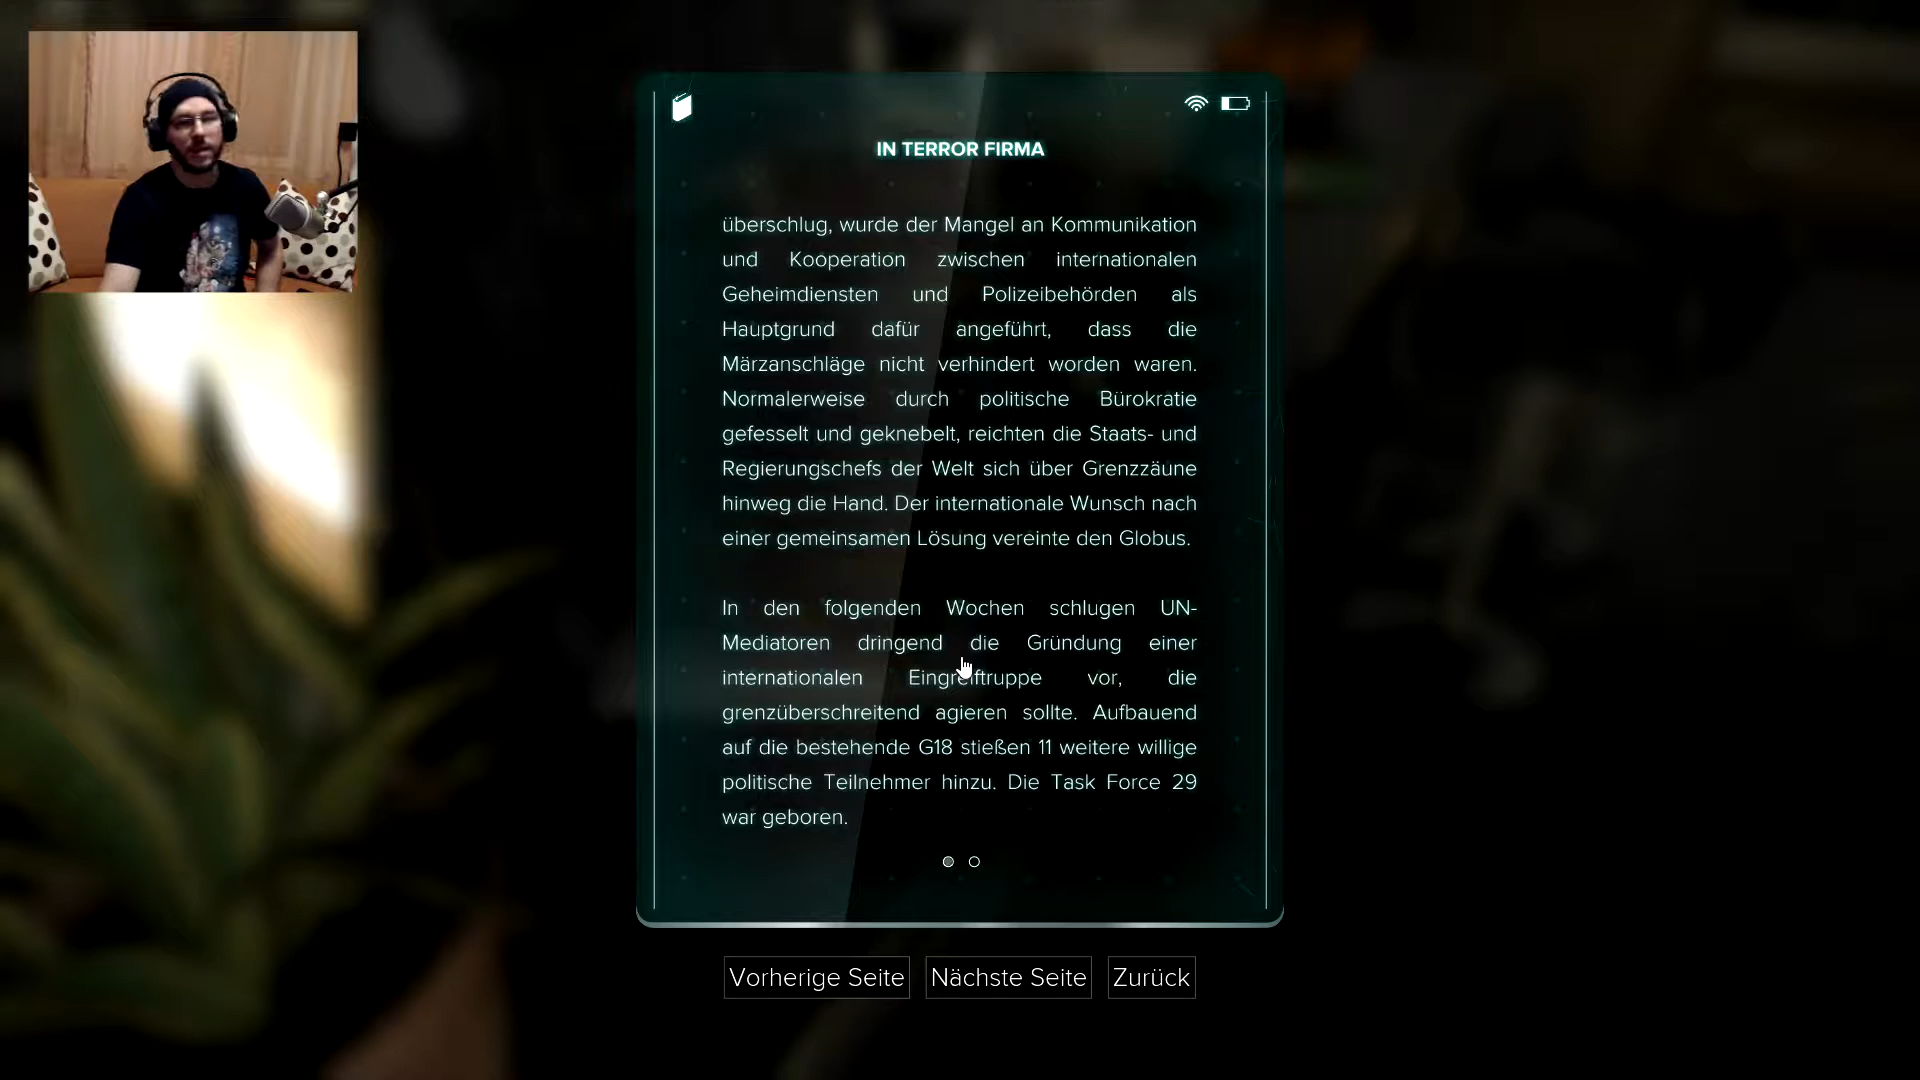 IN TERROR FIRMA
überschlug, wurde der Mangel an Kommunikation
und Kooperation zwischen internationalen
Geheimdiensten und Polizeibehörden als
Hauptgrund dafür angeführt, dass die
Märzanschläge nicht verhindert worden waren.
Normalerweise durch politische Bürokratie
gefesselt und geknebelt, reichten die Staats- und
Regierungschefs der Welt sich über Grenzzäune
hinweg die Hand. Der internationale Wunsch nach
einer gemeinsamen Lösung vereinte den Globus.
In den folgenden Wochen schlugen UN-
Mediatoren dringend die Gründung einer
internationalen Eingreiftruppe vor, die
grenzüberschreitend agieren sollte. Aufbauend
auf die bestehende G18 stießen 11 weitere willige
politische Teilnehmer hinzu. Die Task Force 29
war geboren.
Vorherige Seite Nächste Seite Zurück